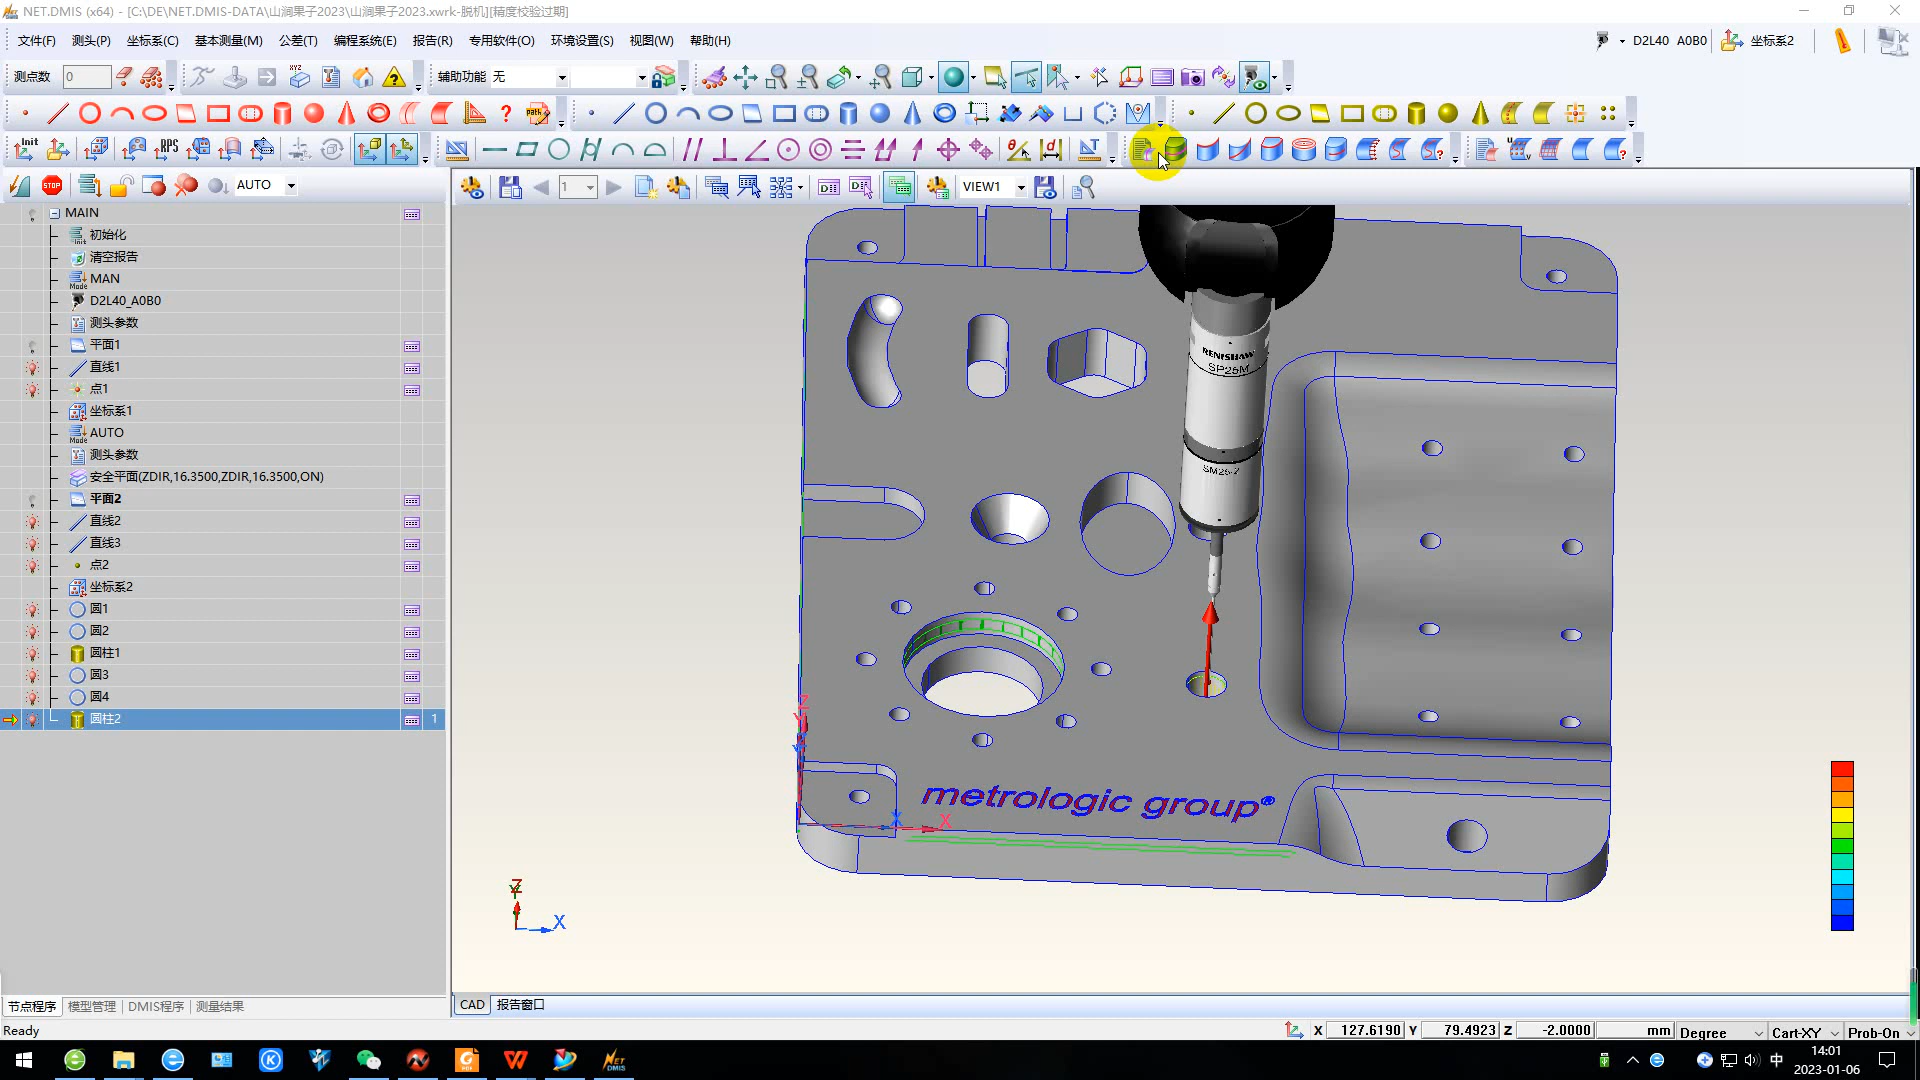 NET.DMIS (x64) - [C:\DE\NET.DMIS-DATA\山涧果子2023\山涧果子2023.xwrk-脱机][精度校验过期]
文件(F) 测头(P) 坐标系(C) 基本测量(M) 公差(T) 编程系统(E) 报告(R) 专用软件(O) 环境设置(S) 视图(W) 帮助(H) D2L40 A0B0 坐标系2
测点数 0 辅助功能 无
Init RPS
AUTO 1 VIEW1
MAIN
初始化
清空报告
MAN
D2L40_A0B0
测头参数
平面1
直线1
点1
坐标系1
AUTO
测头参数
安全平面(ZDIR,16.3500,ZDIR,16.3500,ON)
平面2
直线2
直线3
点2
坐标系2
圆1
圆2
圆柱1
圆3
圆4
圆柱2 1
RENISHAW
SP25M
SM25-2
metrologic group®
Z
Y
X
X
Z
Y
X
节点程序 模型管理 DMIS程序 测量结果
CAD 报告窗口
Ready X 127.6190 Y 79.4923 Z -2.0000 mm Degree Cart-XY Prob-On
中 14:01
2023-01-06